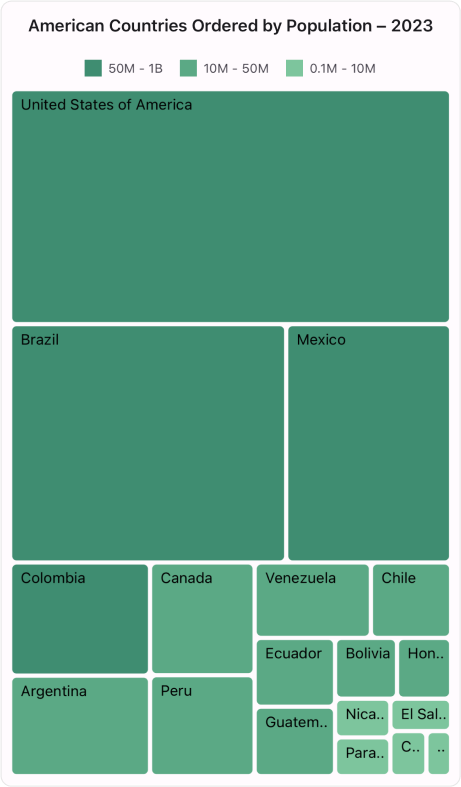 American Countries Ordered by Population – 2023
50M - 1B
10M - 50M
0.1M - 10M
United States of America
Brazil
Mexico
Colombia
Canada
Venezuela
Chile
Ecuador
Bolivia
Hon..
Argentina
Peru
Guatem..
Nica..
El Sal..
Para..
C..
..